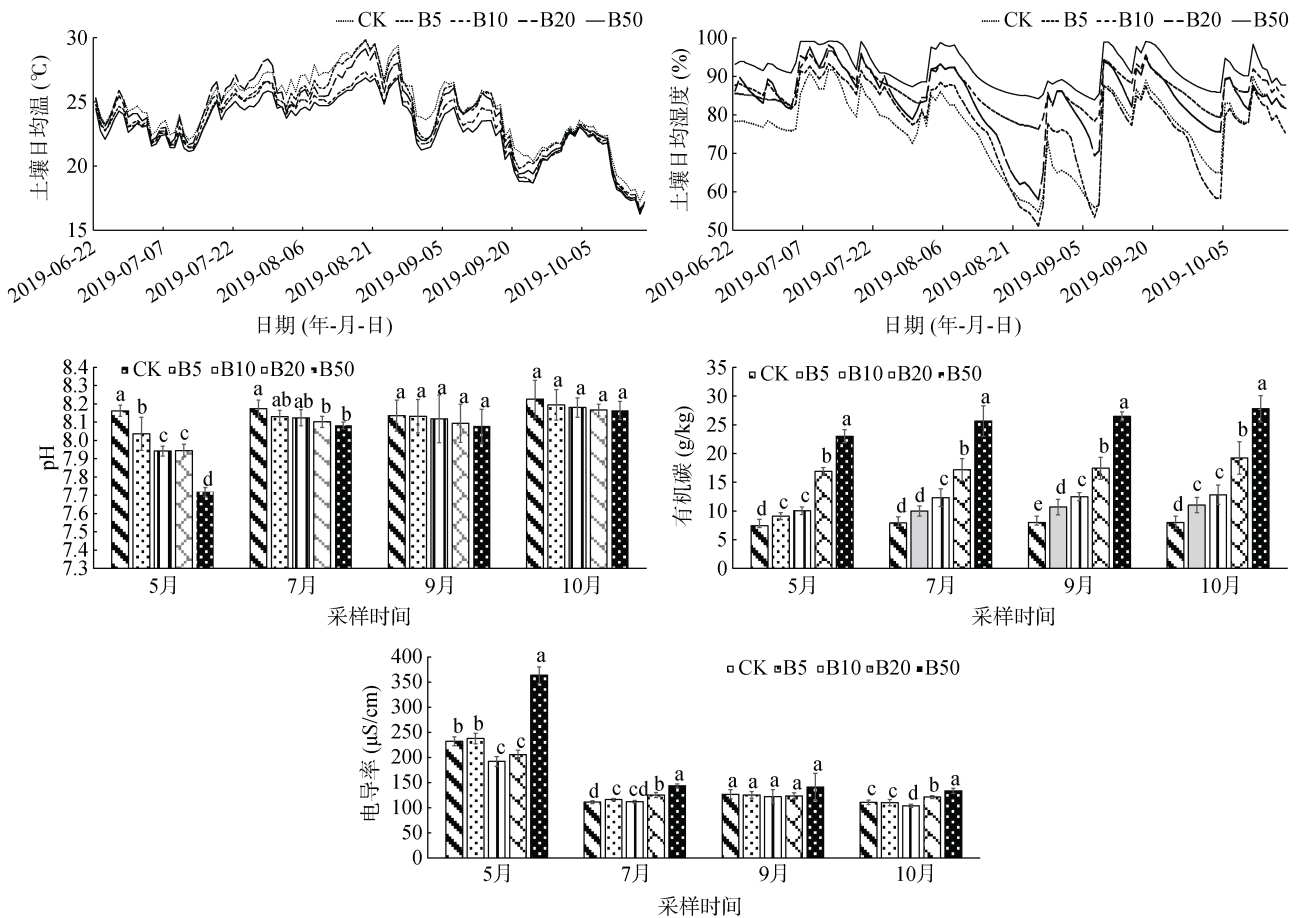 CK B5 B10 B20 B50
30
25
20
15
土壤日均温 (℃)
2019-06-22
2019-07-07
2019-07-22
2019-08-06
2019-08-21
2019-09-05
2019-09-20
2019-10-05
日期 (年-月-日)
CK B5 B10 B20 B50
100
90
80
70
60
50
土壤日均湿度 (%)
2019-06-22
2019-07-07
2019-07-22
2019-08-06
2019-08-21
2019-09-05
2019-09-20
2019-10-05
日期 (年-月-日)
CK B5 B10 B20 B50
8.4
8.3
8.2
8.1
8.0
7.9
7.8
7.7
7.6
7.5
7.4
7.3
pH
a b c c d
a ab ab b b
a a a a a
a a a a a
5月 7月 9月 10月
采样时间
CK B5 B10 B20 B50
35
30
25
20
15
10
5
0
有机碳 (g/kg)
d c c b a
d d c b a
e d c b a
d c c b a
5月 7月 9月 10月
采样时间
CK B5 B10 B20 B50
400
350
300
250
200
150
100
50
0
电导率 (μS/cm)
b b c c a
d c cd b a
a a a a a
c c c b a
5月 7月 9月 10月
采样时间